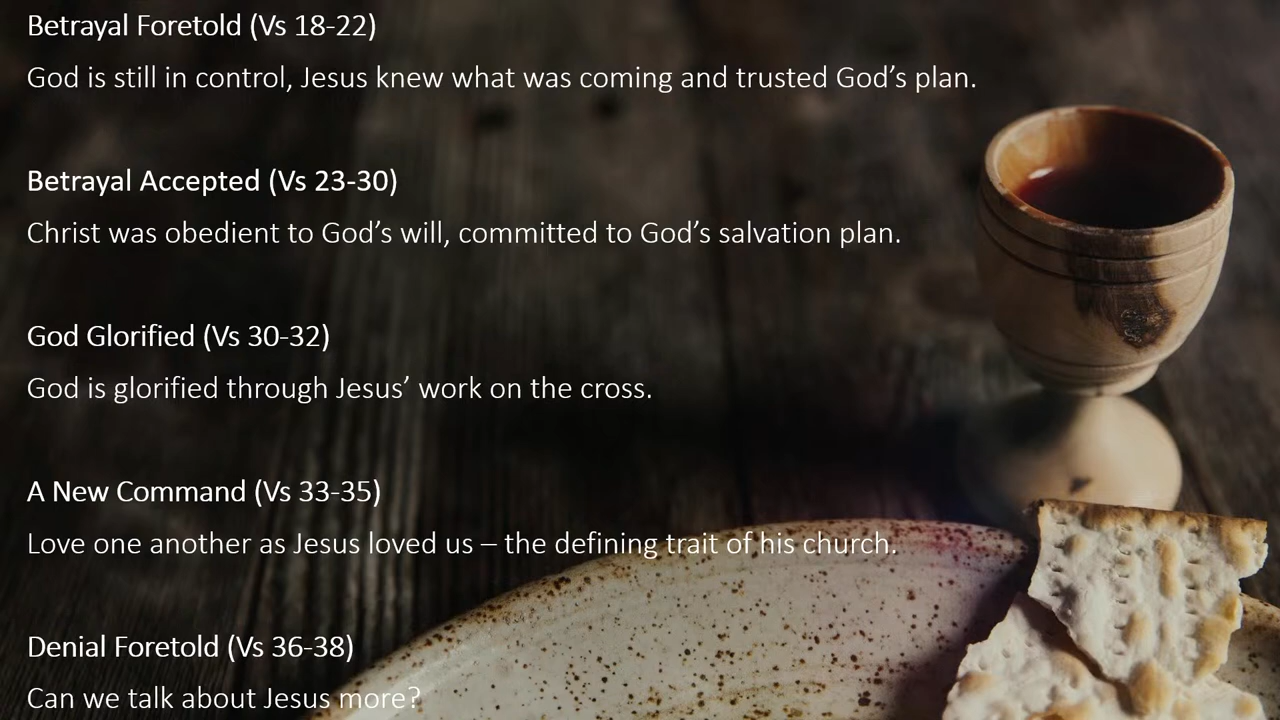 Betrayal Foretold (Vs 18-22)
God is still in control, Jesus knew what was coming and trusted God’s plan.
Betrayal Accepted (Vs 23-30)
Christ was obedient to God’s will, committed to God’s salvation plan.
God Glorified (Vs 30-32)
God is glorified through Jesus’ work on the cross.
A New Command (Vs 33-35)
Love one another as Jesus loved us – the defining trait of his church.
Denial Foretold (Vs 36-38)
Can we talk about Jesus more?